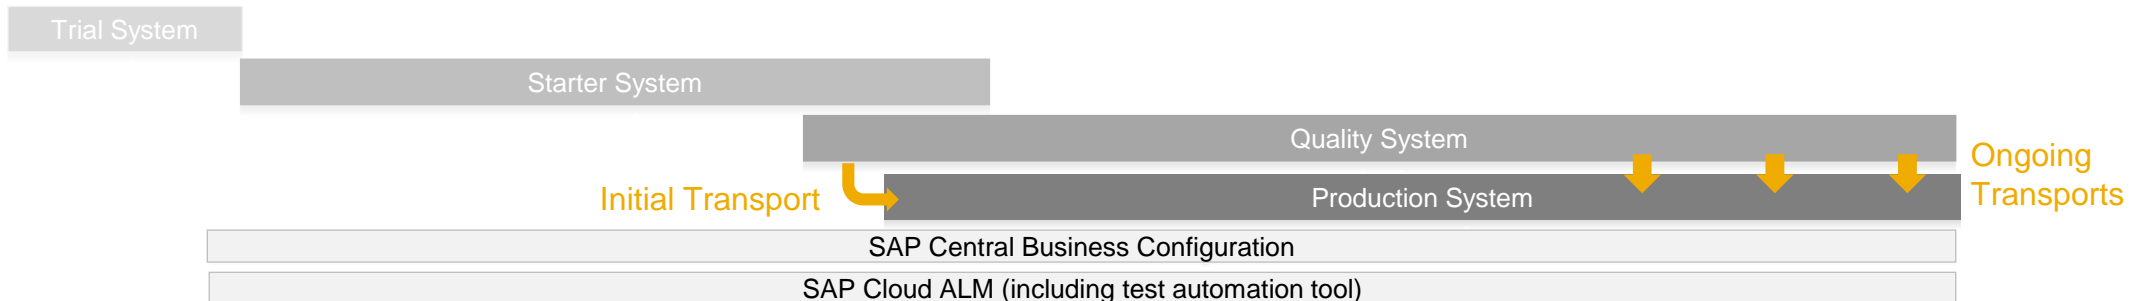 Trial System
Starter System
Quality System
Ongoing
Transports
Initial Transport
Production System
SAP Central Business Configuration
SAP Cloud ALM (including test automation tool)